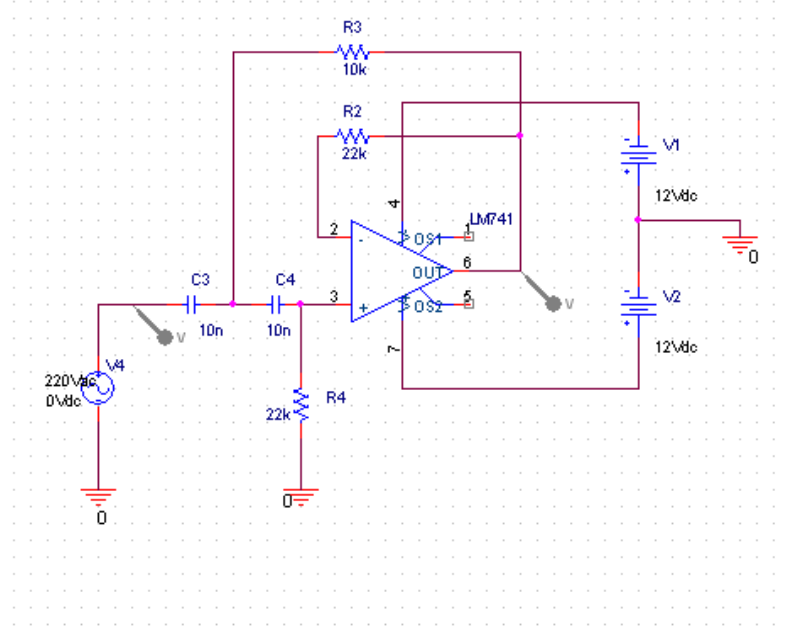 R3
10k
R2
22k
V1
12Vdc
0
4
LM741
2
-
OS1
1
OUT
6
3
+
OS2
5
7
V
V2
12Vdc
C3
10n
C4
10n
V
V4
220Vac
0Vdc
R4
22k
0
0